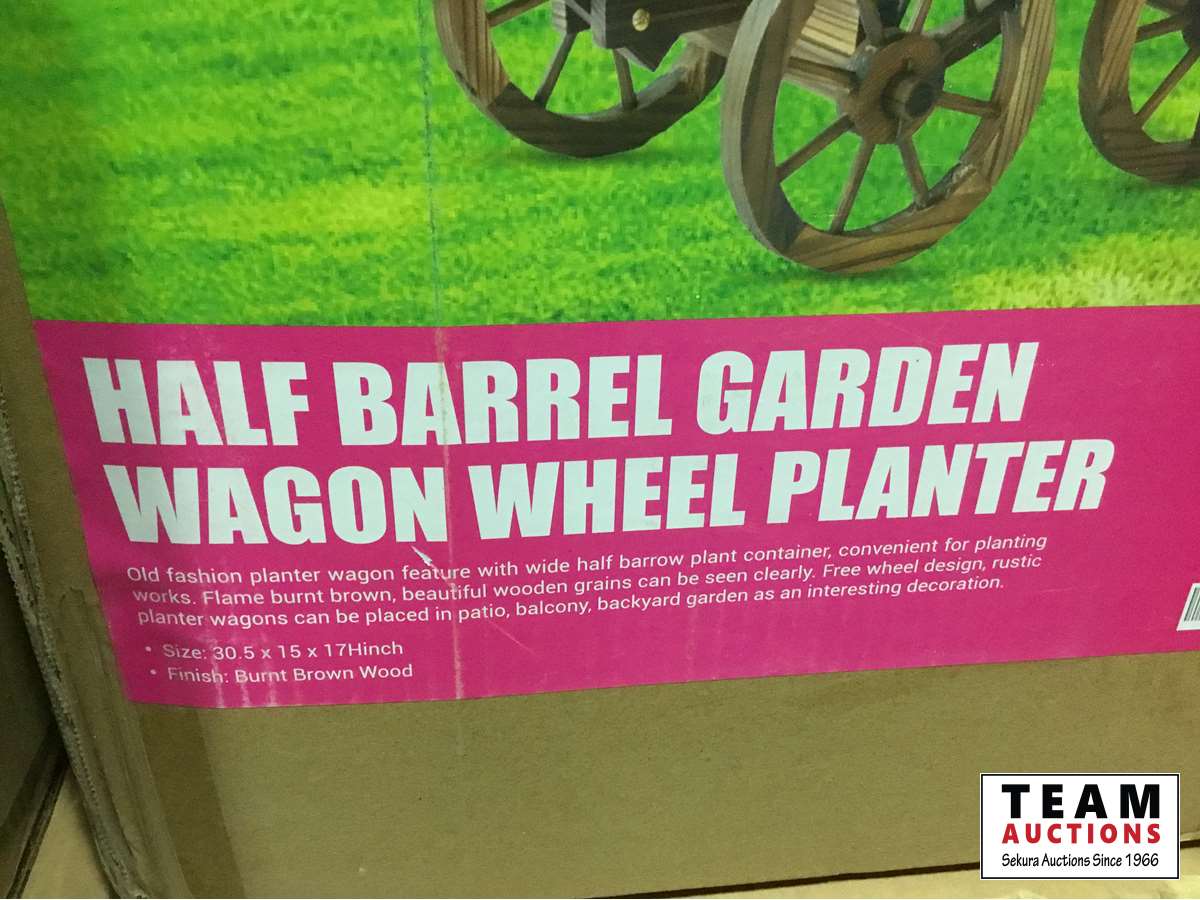 HALF BARREL GARDEN
WAGON WHEEL PLANTER
Old fashion planter wagon feature with wide half barrow plant container, convenient for planting
works. Flame burnt brown, beautiful wooden grains can be seen clearly. Free wheel design, rustic
planter wagons can be placed in patio, balcony, backyard garden as an interesting decoration.
• Size: 30.5 x 15 x 17Hinch
• Finish: Burnt Brown Wood
TEAM
AUCTIONS
Sekura Auctions Since 1966